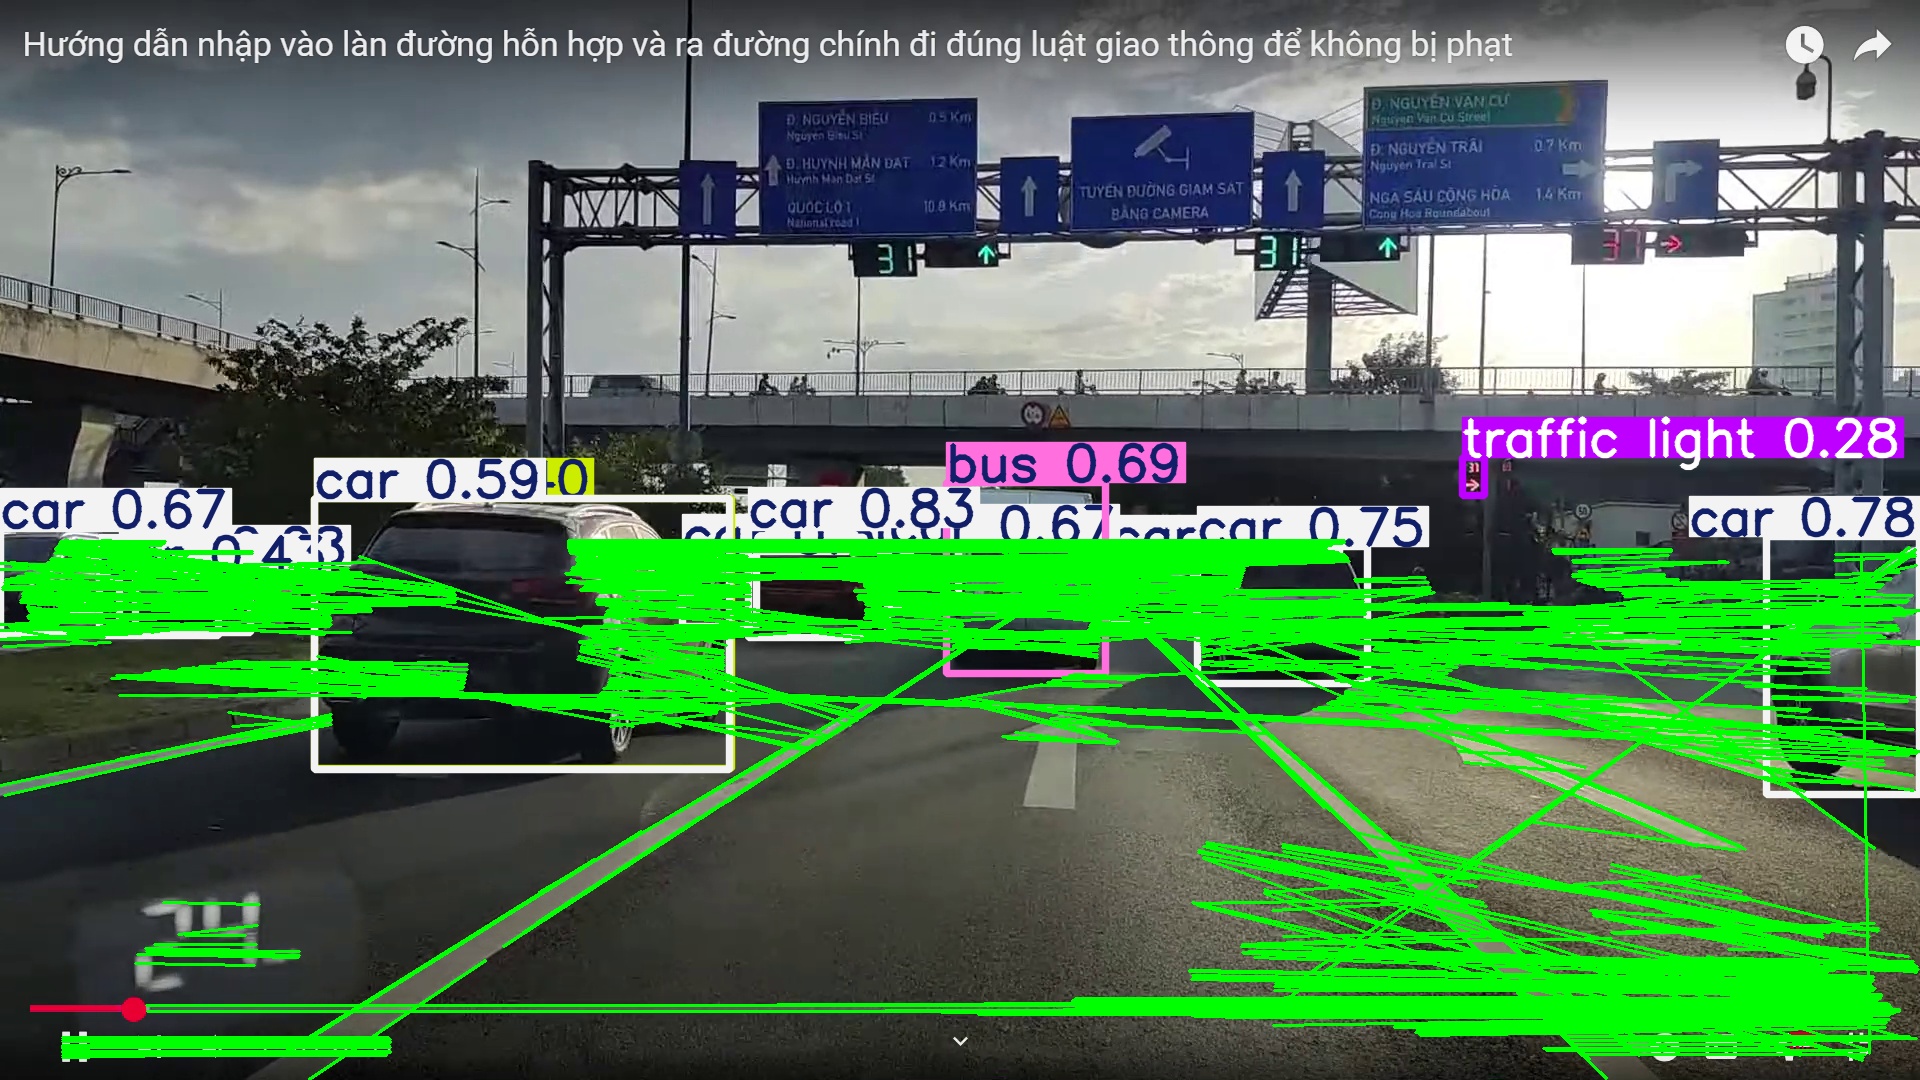 Hướng dẫn nhập vào làn đường hỗn hợp và ra đường chính đi đúng luật giao thông để không bị phạt
Đ. NGUYỄN BIỂU 0.5 Km
Nguyen Bieu St
Đ. HUỲNH MẪN ĐẠT 1.2 Km
Huynh Man Dat St
QUỐC LỘ 1 10.8 Km
National road 1
TUYẾN ĐƯỜNG GIÁM SÁT
BẰNG CAMERA
Đ. NGUYỄN VĂN CỪ
Nguyen Van Cu Street
Đ. NGUYỄN TRÃI 0.7 Km
Nguyen Trai St
NGÃ SÁU CỘNG HÒA 1.4 Km
Cong Hoa Roundabout
31
31
37
traffic light 0.28
31
bus 0.69
car 0.59
car 0.67
car 0.83
0.67
car 0.75
car 0.78